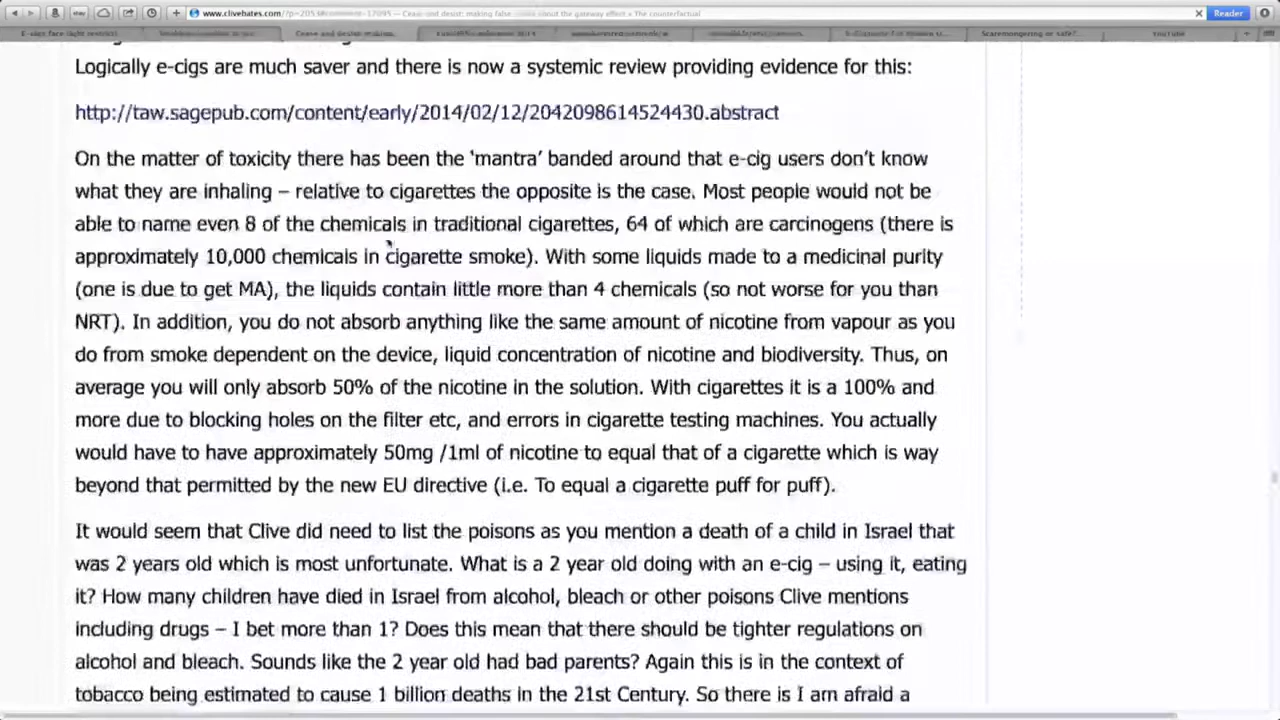 www.clivebates.com
the gateway effect « The counterfactual
Reader
Scaremongering or safe?...
YouTube
Logically e-cigs are much saver and there is now a systemic review providing evidence for this:
http://taw.sagepub.com/content/early/2014/02/12/2042098614524430.abstract
On the matter of toxicity there has been the ‘mantra’ banded around that e-cig users don’t know
what they are inhaling – relative to cigarettes the opposite is the case. Most people would not be
able to name even 8 of the chemicals in traditional cigarettes, 64 of which are carcinogens (there is
approximately 10,000 chemicals in cigarette smoke). With some liquids made to a medicinal purity
(one is due to get MA), the liquids contain little more than 4 chemicals (so not worse for you than
NRT). In addition, you do not absorb anything like the same amount of nicotine from vapour as you
do from smoke dependent on the device, liquid concentration of nicotine and biodiversity. Thus, on
average you will only absorb 50% of the nicotine in the solution. With cigarettes it is a 100% and
more due to blocking holes on the filter etc, and errors in cigarette testing machines. You actually
would have to have approximately 50mg /1ml of nicotine to equal that of a cigarette which is way
beyond that permitted by the new EU directive (i.e. To equal a cigarette puff for puff).
It would seem that Clive did need to list the poisons as you mention a death of a child in Israel that
was 2 years old which is most unfortunate. What is a 2 year old doing with an e-cig – using it, eating
it? How many children have died in Israel from alcohol, bleach or other poisons Clive mentions
including drugs – I bet more than 1? Does this mean that there should be tighter regulations on
alcohol and bleach. Sounds like the 2 year old had bad parents? Again this is in the context of
tobacco being estimated to cause 1 billion deaths in the 21st Century. So there is I am afraid a